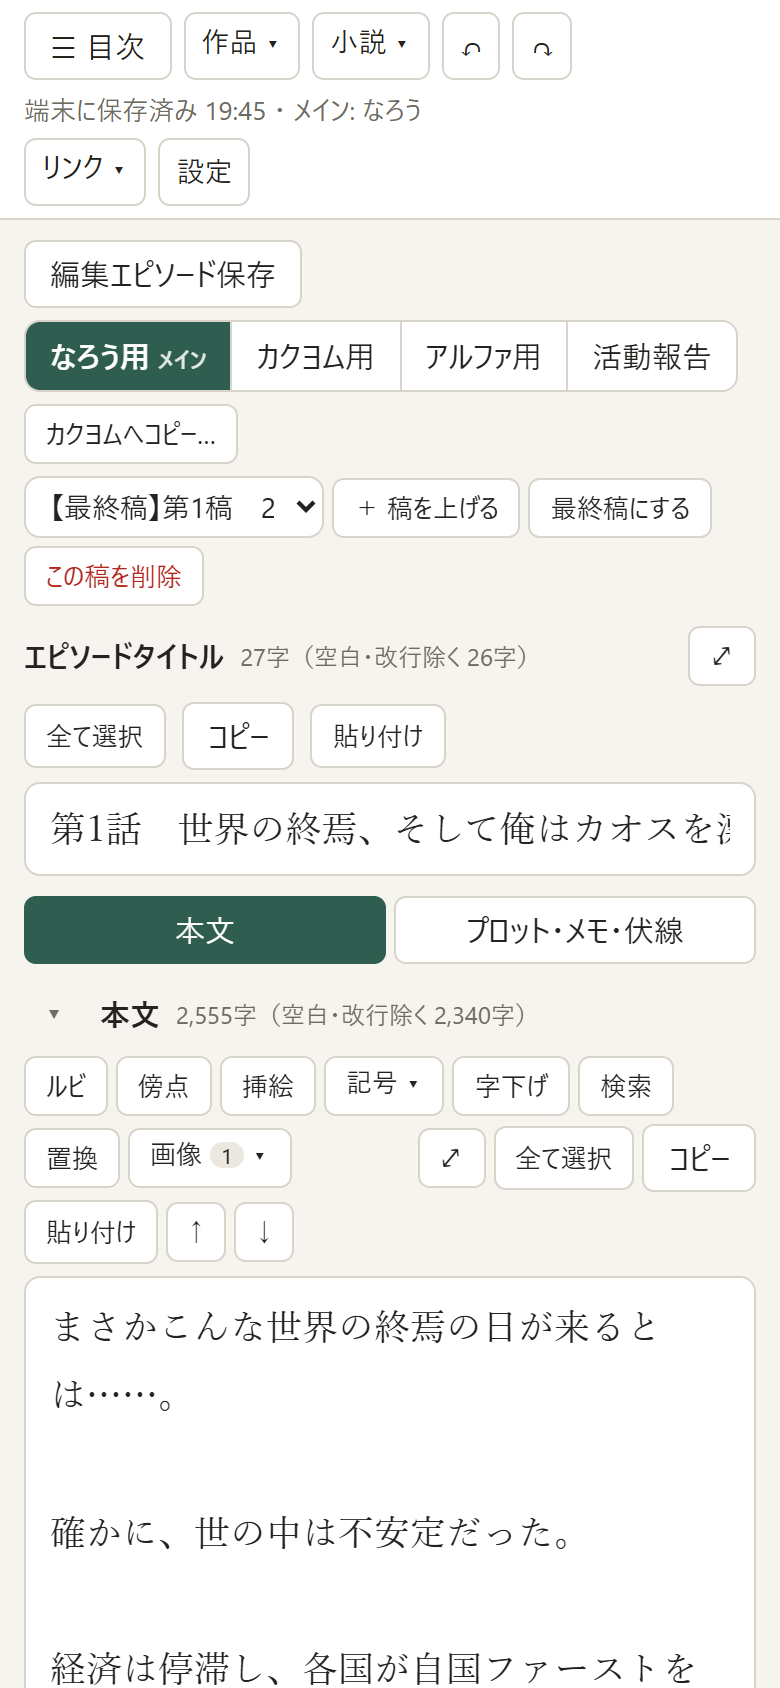 ☰ 目次 作品 ▾ 小説 ▾ ↶ ↷
端末に保存済み 19:45・メイン: なろう
リンク ▾ 設定
編集エピソード保存
なろう用 メイン カクヨム用 アルファ用 活動報告
カクヨムへコピー…
【最終稿】第1稿　2 ＋ 稿を上げる 最終稿にする
この稿を削除
エピソードタイトル 27字（空白・改行除く26字） ⤢
全て選択 コピー 貼り付け
第1話　世界の終焉、そして俺はカオスを
本文 プロット・メモ・伏線
▼ 本文 2,555字（空白・改行除く2,340字）
ルビ 傍点 挿絵 記号 ▾ 字下げ 検索
置換 画像 1 ▾ ⤢ 全て選択 コピー
貼り付け ↑ ↓
まさかこんな世界の終焉の日が来ると
は……。
確かに、世の中は不安定だった。
経済は停滞し、各国が自国ファーストを